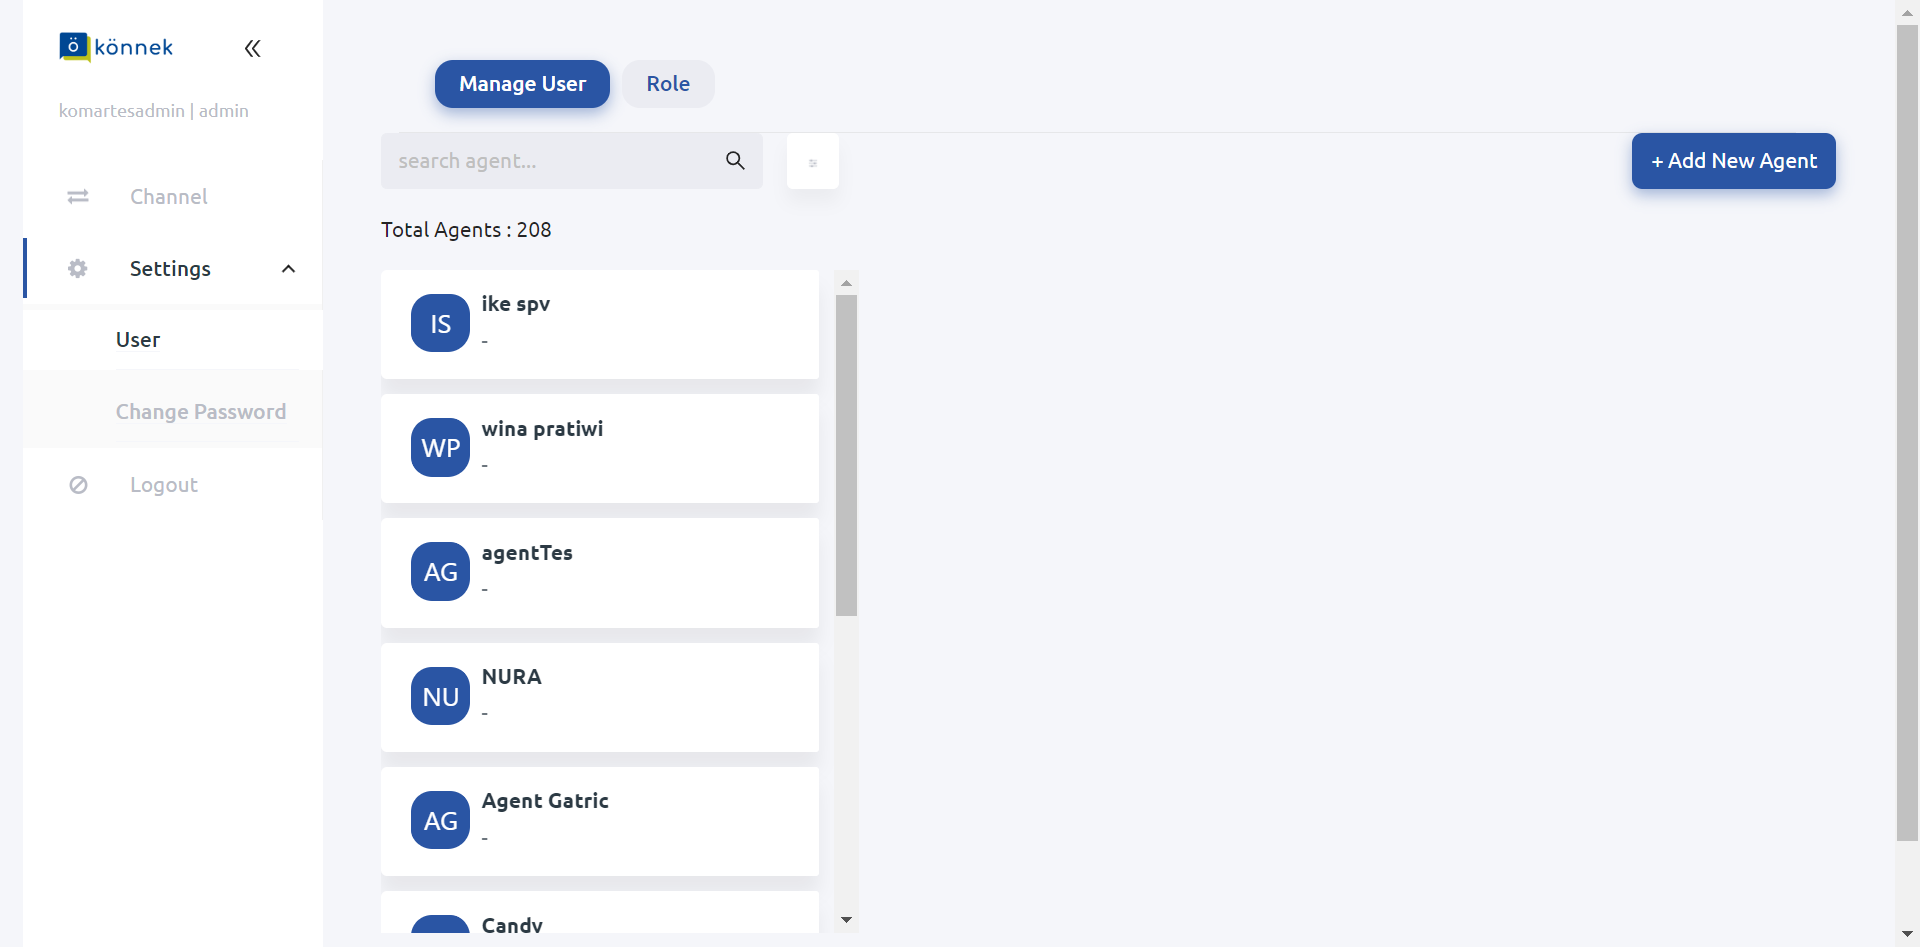 ö könnek
komartesadmin | admin
Channel
Settings
User
Change Password
Logout
Manage User
Role
search agent...
+ Add New Agent
Total Agents : 208
IS
ike spv
-
WP
wina pratiwi
-
AG
agentTes
-
NU
NURA
-
AG
Agent Gatric
-
Candy